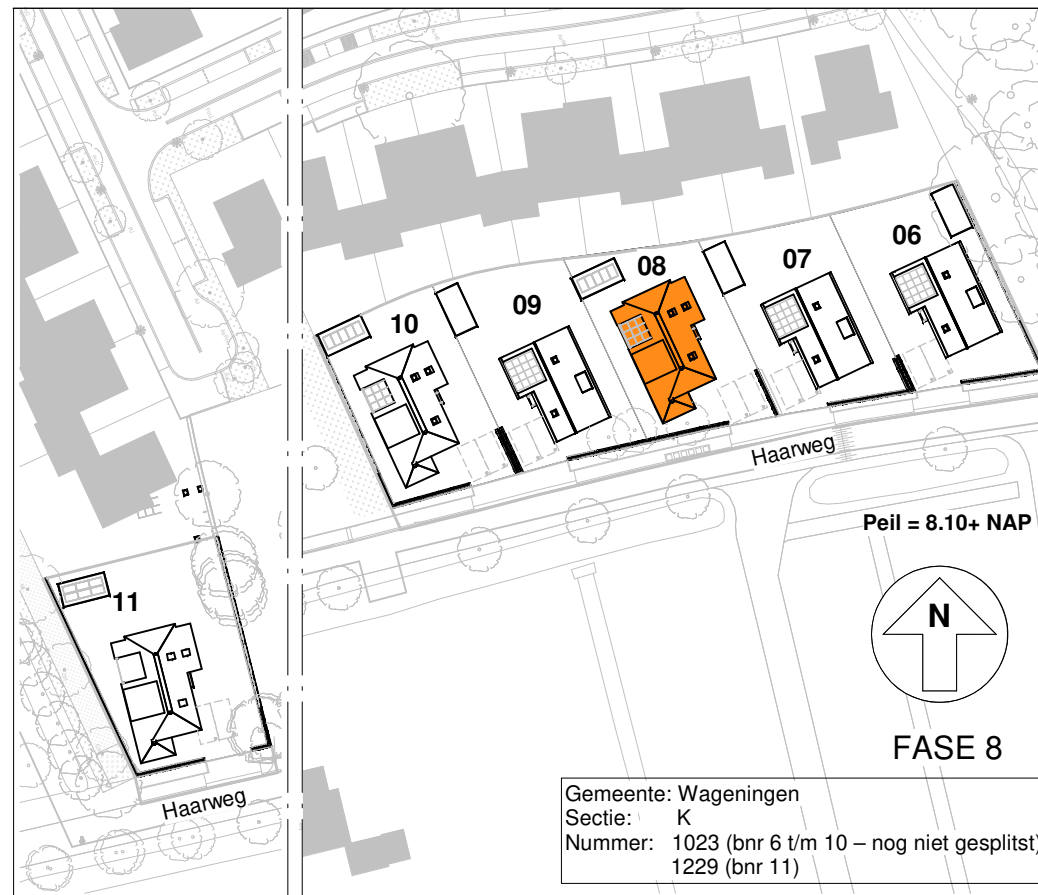 06
07
08
09
10
Haarweg
Peil = 8.10+ NAP
11
N
FASE 8
Haarweg
Gemeente: Wageningen
Sectie: K
Nummer: 1023 (bnr 6 t/m 10 – nog niet gesplitst)
1229 (bnr 11)